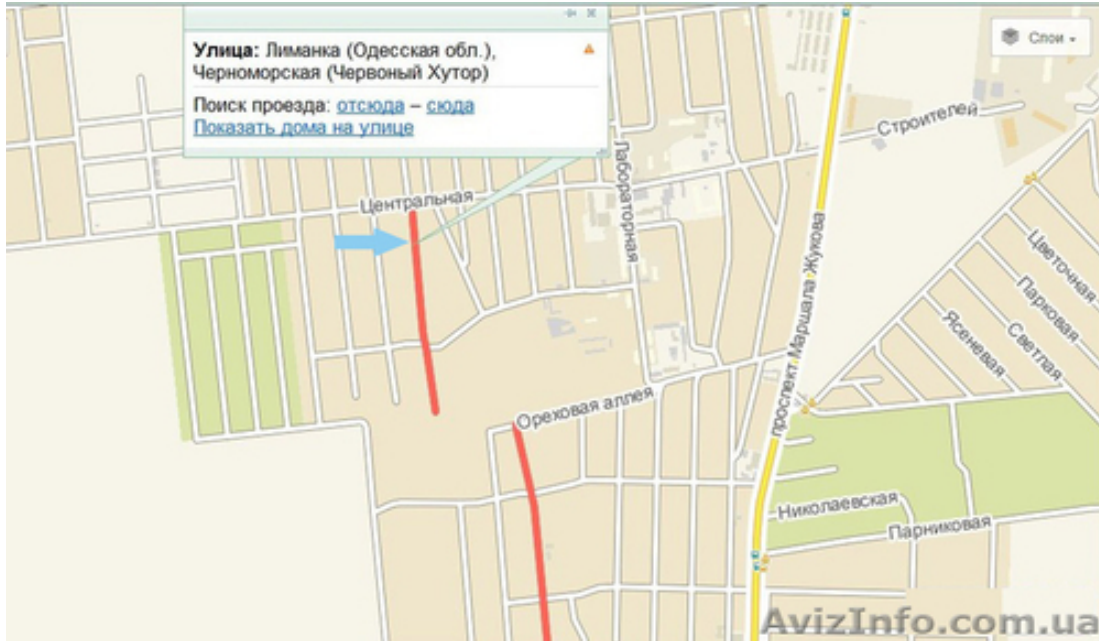 Улица: Лиманка (Одесская обл.),
Черноморская (Червоный Хутор)
Поиск проезда: отсюда – сюда
Показать дома на улице
Слои
Строителей
Лабораторная
Центральная
проспект Маршала Жукова
Цветочная
Парковая
Светлая
Ясеневая
Ореховая аллея
Николаевская
Парниковая
AvizInfo.com.ua